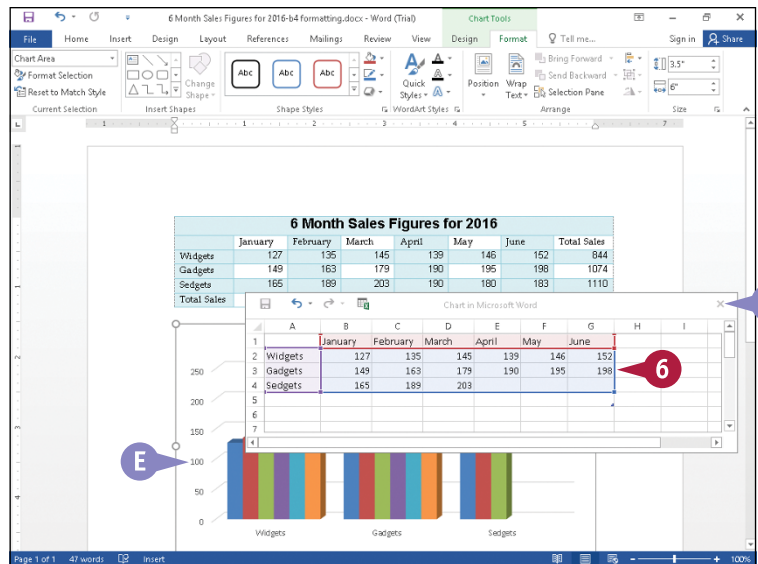 6 Month Sales Figures for 2016-b4 formatting.docx - Word (Trial)
Chart Tools
File Home Insert Design Layout References Mailings Review View Design Format Tell me... Sign in Share
Chart Area
Format Selection
Reset to Match Style
Current Selection
Change Shape
Insert Shapes
Abc Abc Abc
Shape Styles
Quick Styles
WordArt Styles
Position
Wrap Text
Bring Forward
Send Backward
Selection Pane
Arrange
3.5"
6"
Size
6 Month Sales Figures for 2016
January February March April May June Total Sales
Widgets 127 135 145 139 146 152 844
Gadgets 149 163 179 190 195 198 1074
Sedgets 165 189 203 190 180 183 1110
Total Sales
Chart in Microsoft Word
A B C D E F G H I
1 January February March April May June
2 Widgets 127 135 145 139 146 152
3 Gadgets 149 163 179 190 195 198
4 Sedgets 165 189 203
5
6
7
6
E
250
200
150
100
50
0
Widgets Gadgets Sedgets
Page 1 of 1 47 words Insert 100%